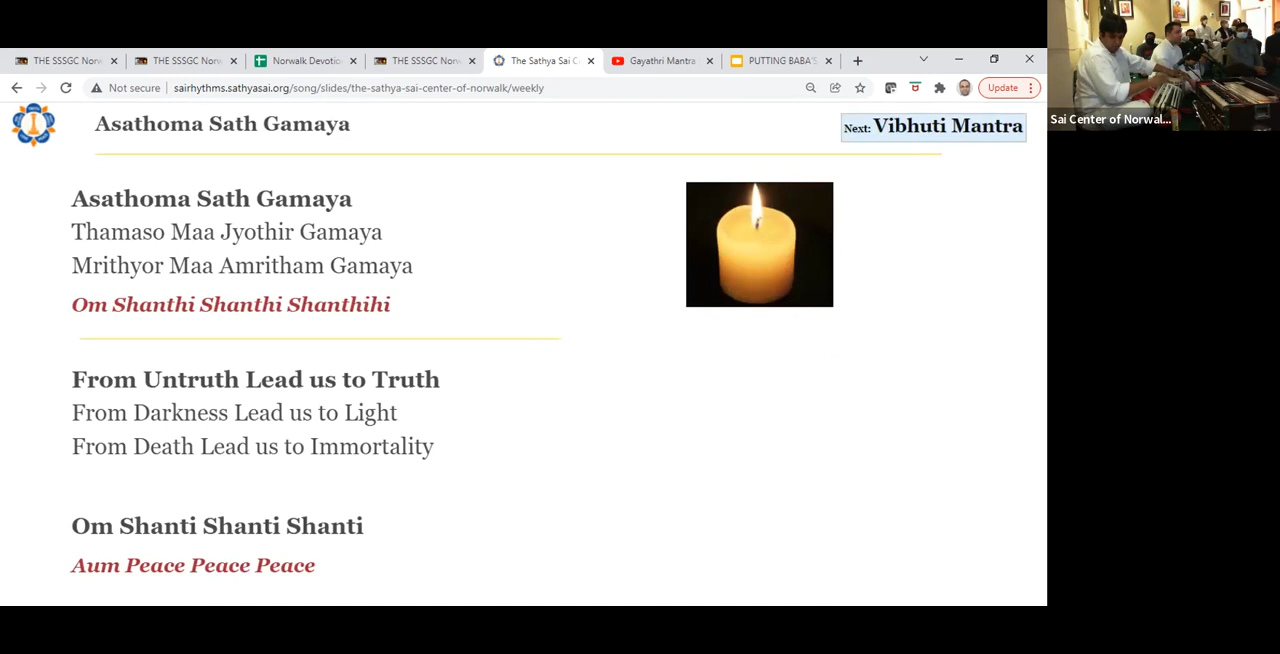 THE SSSGC Norw
THE SSSGC Norw
Norwalk Devotio
THE SSSGC Norw
The Sathya Sai C
Gayathri Mantra
PUTTING BABA'S
Not secure
sairhythms.sathyasai.org/song/slides/the-sathya-sai-center-of-norwalk/weekly
Update
Asathoma Sath Gamaya
Next: Vibhuti Mantra
Asathoma Sath Gamaya
Thamaso Maa Jyothir Gamaya
Mrithyor Maa Amritham Gamaya
Om Shanthi Shanthi Shanthihi
From Untruth Lead us to Truth
From Darkness Lead us to Light
From Death Lead us to Immortality
Om Shanti Shanti Shanti
Aum Peace Peace Peace
Sai Center of Norwal...